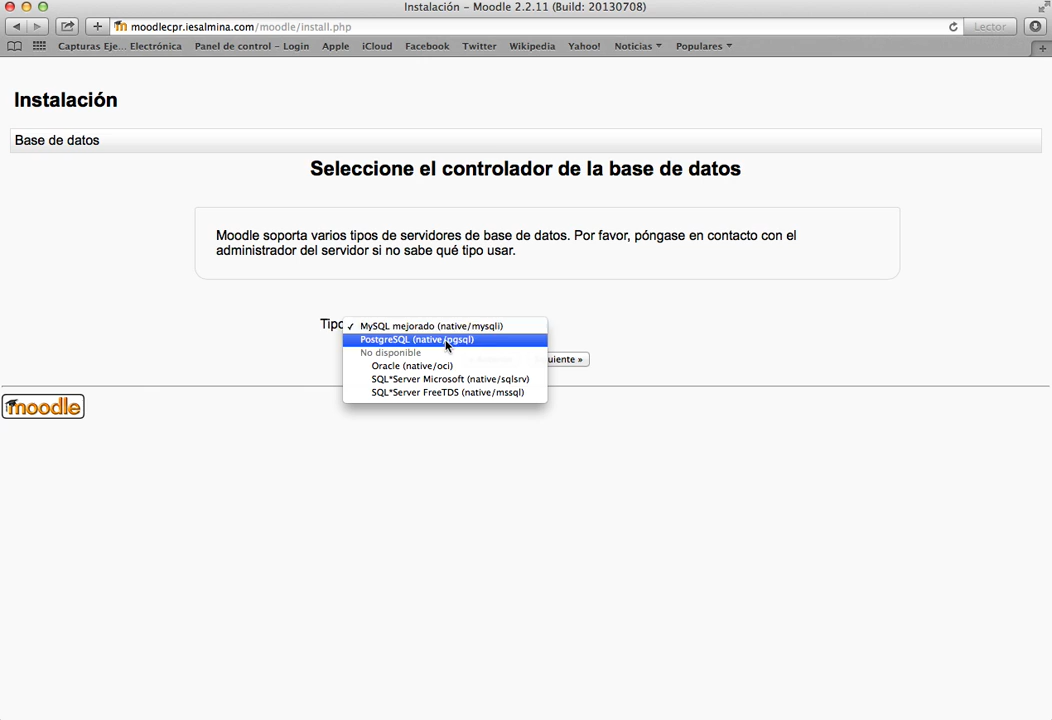 Instalación – Moodle 2.2.11 (Build: 20130708)
moodlecpr.iesalmina.com/moodle/install.php
Lector
Capturas Eje... Electrónica Panel de control – Login Apple iCloud Facebook Twitter Wikipedia Yahoo! Noticias Populares
Instalación
Base de datos
Seleccione el controlador de la base de datos
Moodle soporta varios tipos de servidores de base de datos. Por favor, póngase en contacto con el
administrador del servidor si no sabe qué tipo usar.
Tipo
MySQL mejorado (native/mysqli)
PostgreSQL (native/pgsql)
No disponible
uiente »
Oracle (native/oci)
SQL*Server Microsoft (native/sqlsrv)
SQL*Server FreeTDS (native/mssql)
moodle